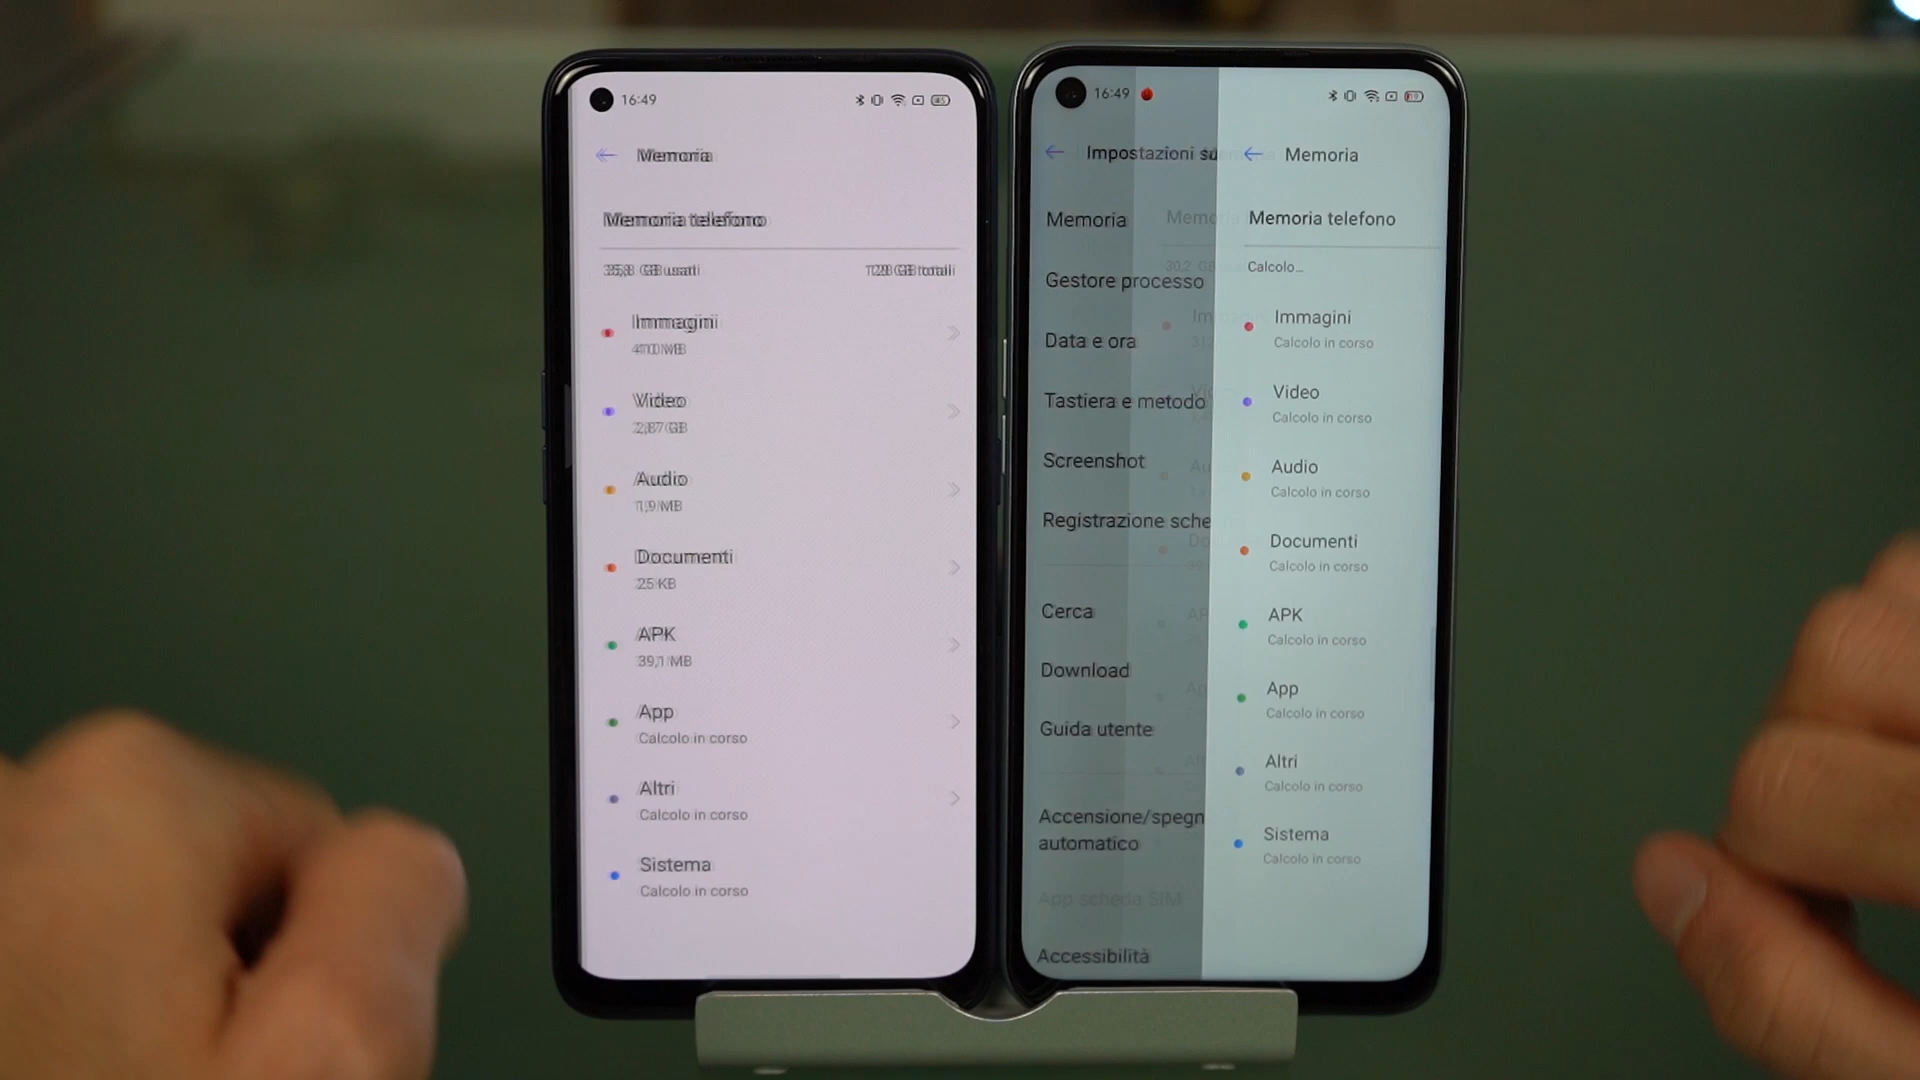 16:49
Memoria
Memoria telefono
35,8 GB usati
128 GB totali
Immagini
410 MB
Video
2,87 GB
Audio
1,9 MB
Documenti
25 KB
APK
39,1 MB
App
Calcolo in corso
Altri
Calcolo in corso
Sistema
Calcolo in corso
16:49
Impostazioni su
Memoria
Gestore processo
Data e ora
Tastiera e metodo
Screenshot
Registrazione sche
Cerca
Download
Guida utente
Accensione/spegn
automatico
App scheda SIM
Accessibilità
Memoria
Memoria telefono
Calcolo…
Immagini
Calcolo in corso
Video
Calcolo in corso
Audio
Calcolo in corso
Documenti
Calcolo in corso
APK
Calcolo in corso
App
Calcolo in corso
Altri
Calcolo in corso
Sistema
Calcolo in corso